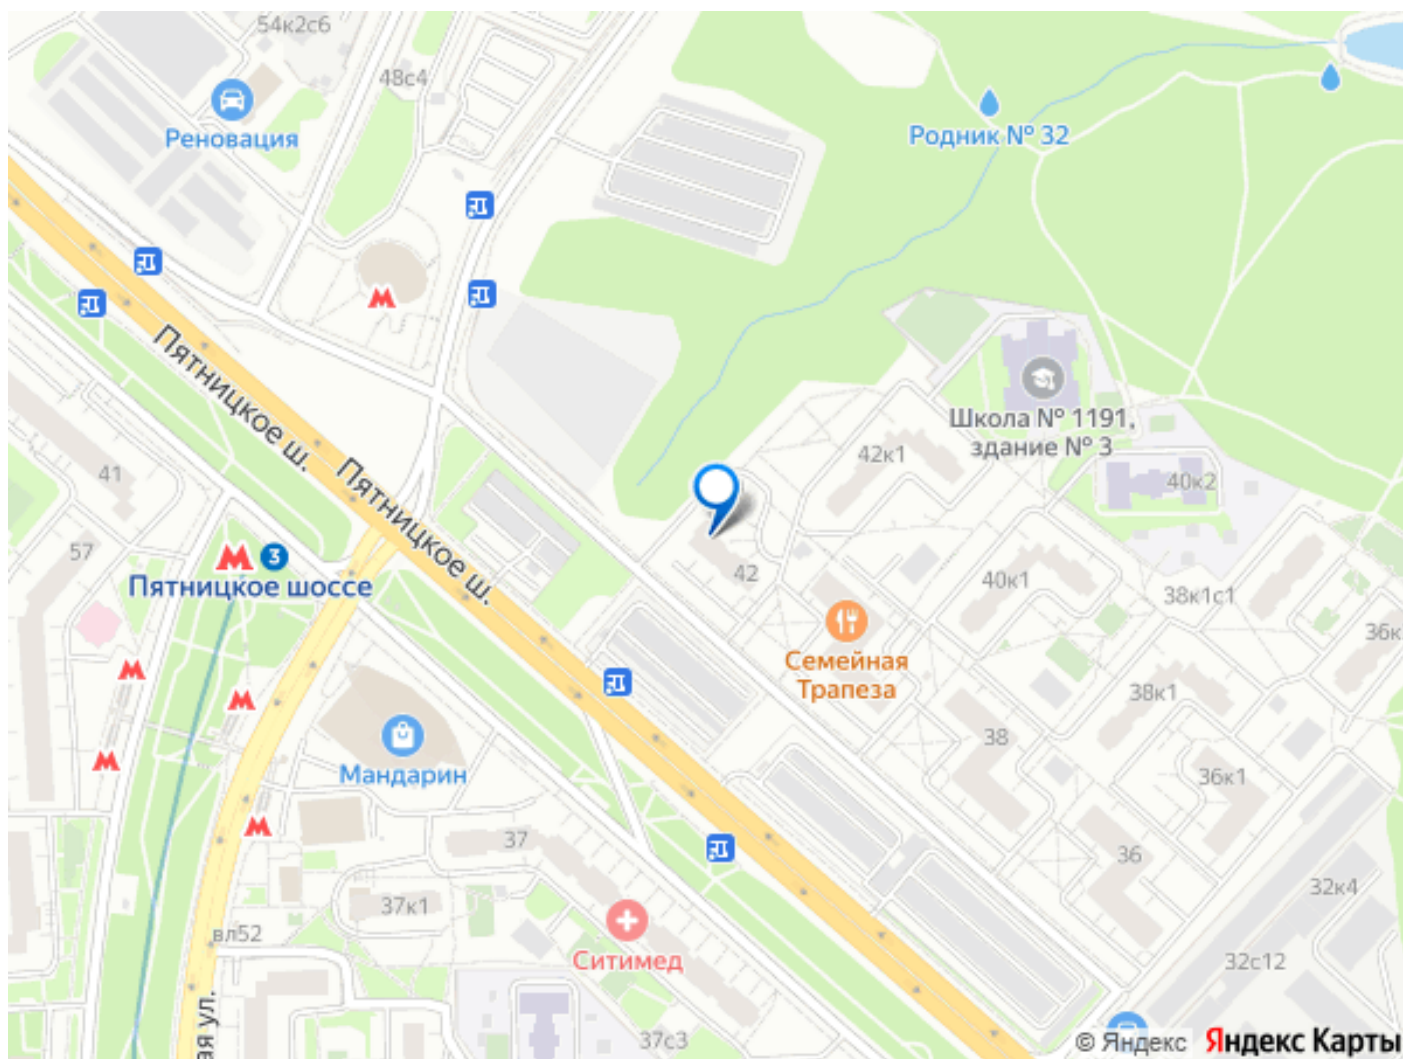 54к2с6
48с4
Реновация
Родник № 32
Пятницкое ш.
Школа № 1191,
здание № 3
41
Пятницкое ш.
42к1
40к2
57
3
Пятницкое шоссе
42
40к1
38к1с1
36к
Семейная
Трапеза
38к1
38
Мандарин
36к1
37
36
37к1
32к4
вл52
Ситимед
32с12
ая ул.
37с3
© Яндекс Яндекс Карты